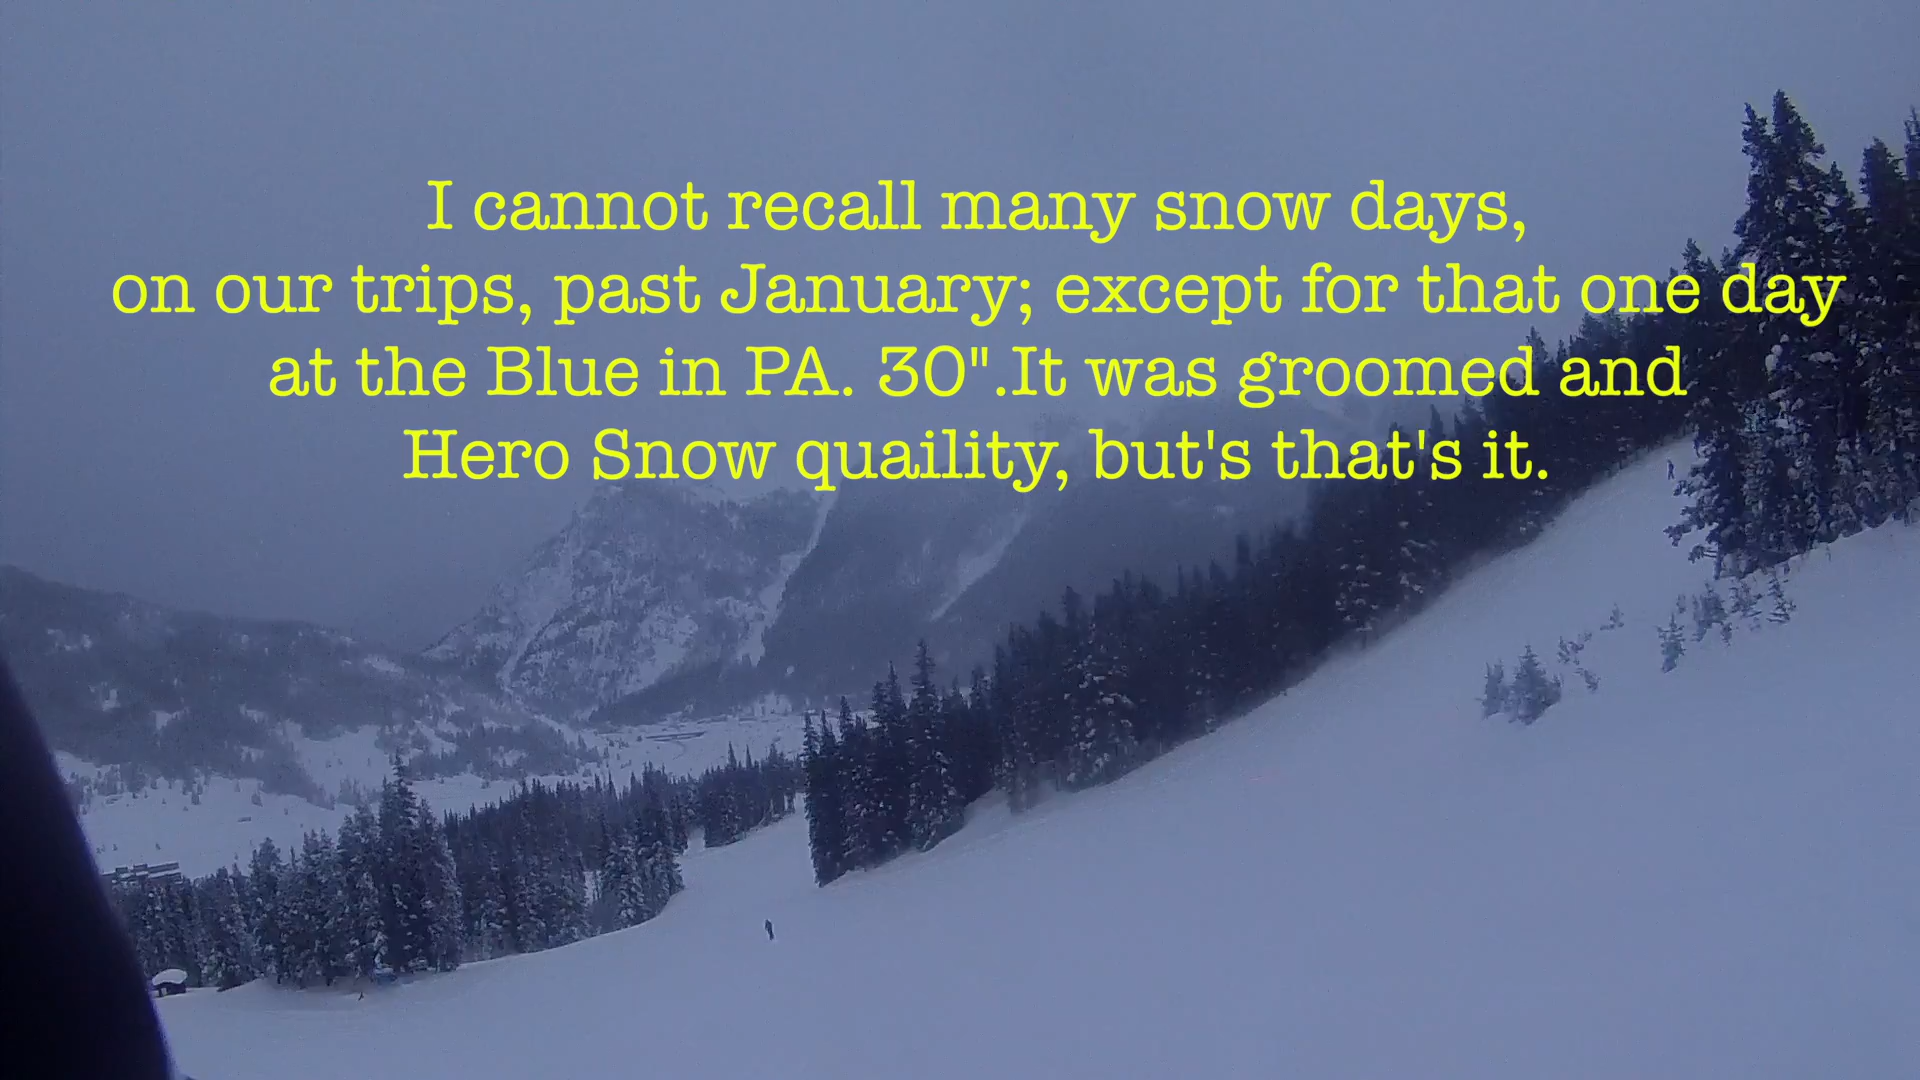 I cannot recall many snow days,
on our trips, past January; except for that one day
at the Blue in PA. 30".It was groomed and
Hero Snow quaility, but's that's it.